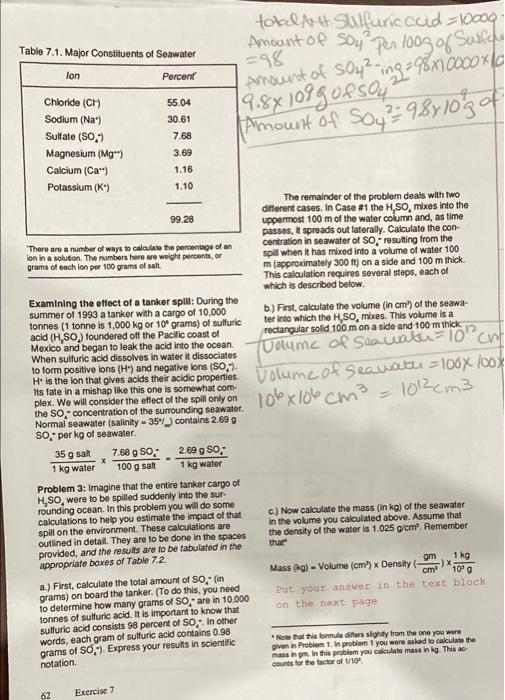 total Amt. Sulfuric acid = 10000
Amount of SO4²⁻ Per 100g of Sulfu
= 98
Amount of SO4²⁻ ing = 98x10000x10
9.8x10⁹g of SO4²⁻
Amount of SO4²⁻ = 9.8x10⁹g of
Table 7.1. Major Constituents of Seawater
Ion Percent*
Chloride (Cl-) 55.04
Sodium (Na+) 30.61
Sulfate (SO4=) 7.68
Magnesium (Mg++) 3.69
Calcium (Ca++) 1.16
Potassium (K+) 1.10
99.28
*There are a number of ways to calculate the percentage of an
ion in a solution. The numbers here are weight percents, or
grams of each ion per 100 grams of salt.
Examining the effect of a tanker spill: During the
summer of 1993 a tanker with a cargo of 10,000
tonnes (1 tonne is 1,000 kg or 10⁶ grams) of sulfuric
acid (H2SO4) foundered off the Pacific coast of
Mexico and began to leak the acid into the ocean.
When sulfuric acid dissolves in water it dissociates
to form positive ions (H+) and negative ions (SO4=).
H+ is the ion that gives acids their acidic properties.
Its fate in a mishap like this one is somewhat com-
plex. We will consider the effect of the spill only on
the SO4= concentration of the surrounding seawater.
Normal seawater (salinity = 35‰) contains 2.69 g
SO4= per kg of seawater.
35 g salt / 1 kg water x 7.68 g SO4= / 100 g salt = 2.69 g SO4= / 1 kg water
Problem 3: Imagine that the entire tanker cargo of
H2SO4 were to be spilled suddenly into the sur-
rounding ocean. In this problem you will do some
calculations to help you estimate the impact of that
spill on the environment. These calculations are
outlined in detail. They are to be done in the spaces
provided, and the results are to be tabulated in the
appropriate boxes of Table 7.2.
a.) First, calculate the total amount of SO4= (in
grams) on board the tanker. (To do this, you need
to determine how many grams of SO4= are in 10,000
tonnes of sulfuric acid. It is important to know that
sulfuric acid consists 98 percent of SO4=. In other
words, each gram of sulfuric acid contains 0.98
grams of SO4=). Express your results in scientific
notation.
62 Exercise 7
The remainder of the problem deals with two
different cases. In Case #1 the H2SO4 mixes into the
uppermost 100 m of the water column and, as time
passes, it spreads out laterally. Calculate the con-
centration in seawater of SO4= resulting from the
spill when it has mixed into a volume of water 100
m (approximately 300 ft) on a side and 100 m thick.
This calculation requires several steps, each of
which is described below.
b.) First, calculate the volume (in cm³) of the seawa-
ter into which the H2SO4 mixes. This volume is a
rectangular solid 100 m on a side and 100 m thick.
Volume of Seawater = 10¹² cm
Volume of Seawater = 100x100x
10⁶ x 10⁶ cm³ = 10¹² cm3
c.) Now calculate the mass (in kg) of the seawater
in the volume you calculated above. Assume that
the density of the water is 1.025 g/cm³. Remember
that*
Mass (kg) = Volume (cm³) x Density (gm / cm³) x 1 kg / 10³ g
Put your answer in the text block
on the next page
* Note that this formula differs slightly from the one you were
given in Problem 1. In problem 1 you were asked to calculate the
mass in gm. In this problem you calculate mass in kg. This ac-
counts for the factor of 1/10³.